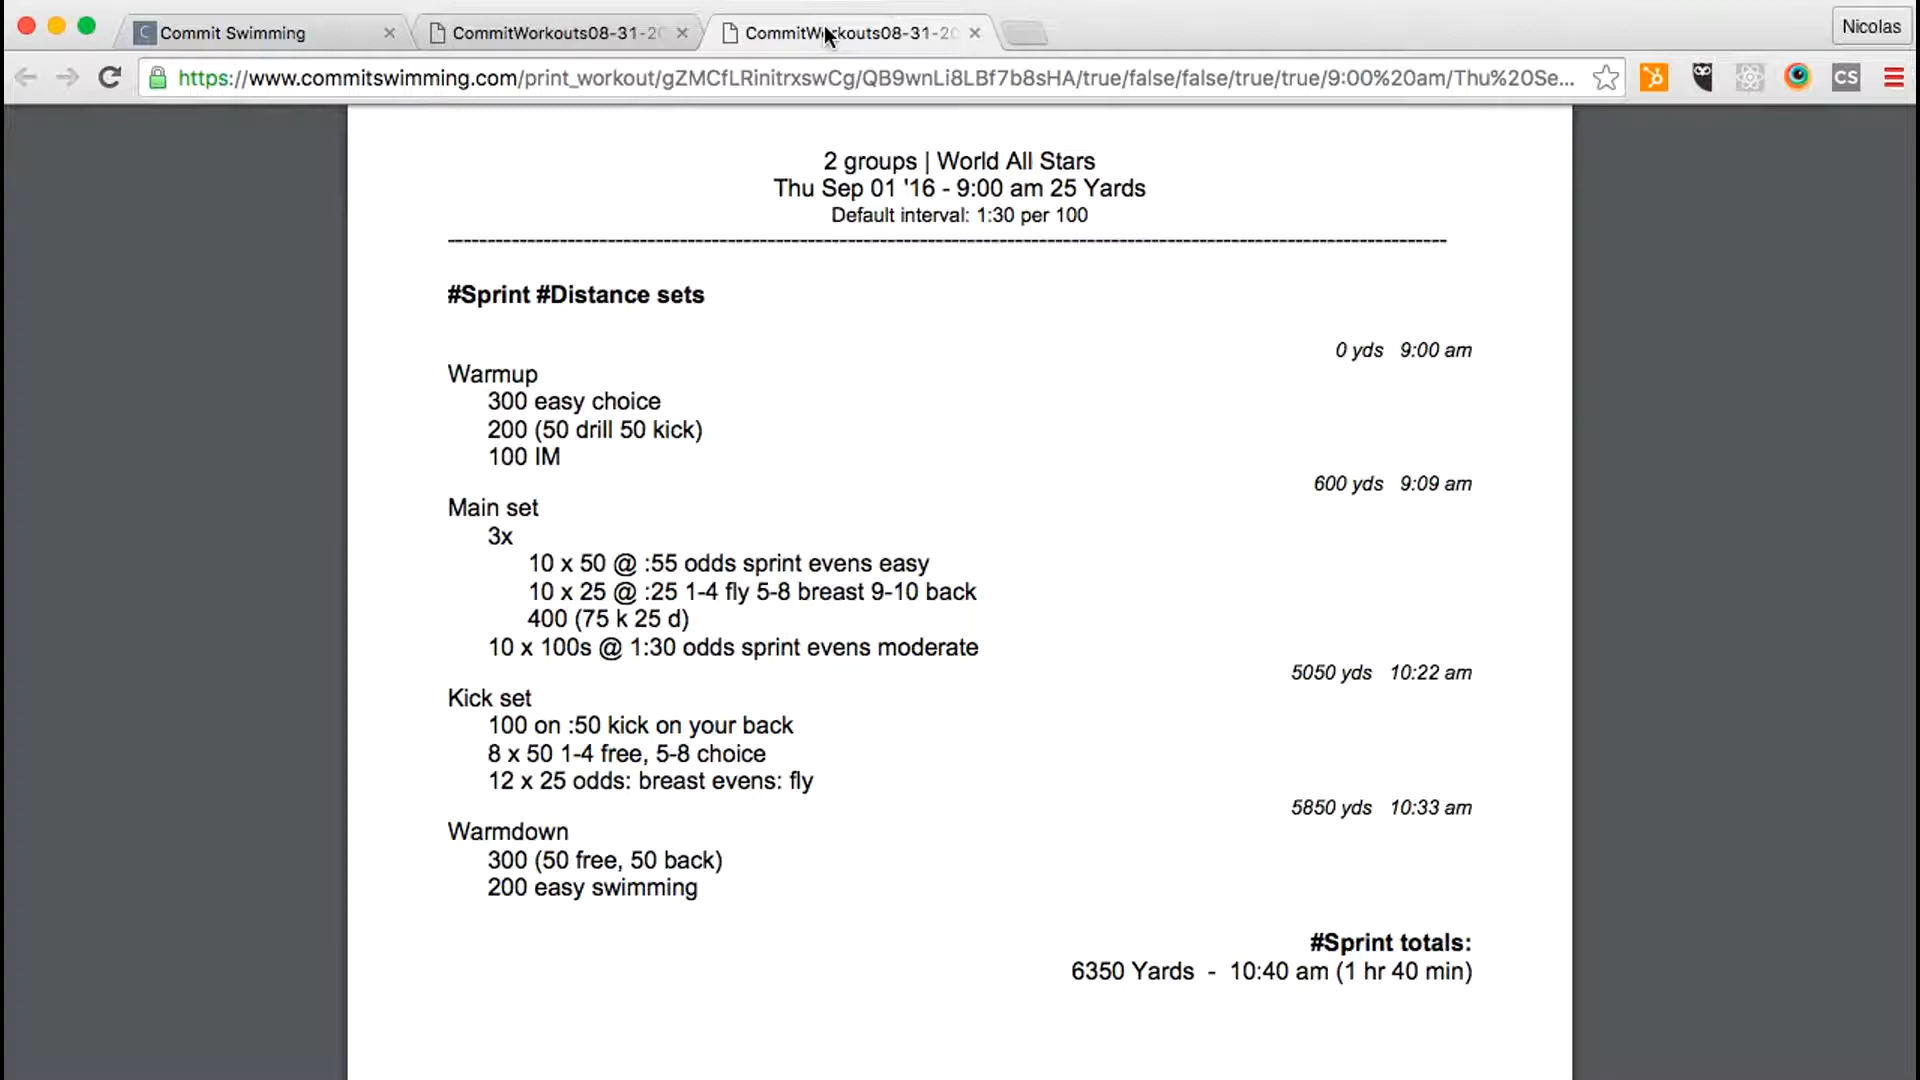 Commit Swimming
CommitWorkouts08-31-20
CommitWorkouts08-31-20
Nicolas
https://www.commitswimming.com/print_workout/gZMCfLRinitrxswCg/QB9wnLi8LBf7b8sHA/true/false/false/true/true/9:00%20am/Thu%20Se...
CS
2 groups | World All Stars
Thu Sep 01 '16 - 9:00 am 25 Yards
Default interval: 1:30 per 100
#Sprint #Distance sets
0 yds 9:00 am
Warmup
300 easy choice
200 (50 drill 50 kick)
100 IM
600 yds 9:09 am
Main set
3x
10 x 50 @ :55 odds sprint evens easy
10 x 25 @ :25 1-4 fly 5-8 breast 9-10 back
400 (75 k 25 d)
10 x 100s @ 1:30 odds sprint evens moderate
5050 yds 10:22 am
Kick set
100 on :50 kick on your back
8 x 50 1-4 free, 5-8 choice
12 x 25 odds: breast evens: fly
5850 yds 10:33 am
Warmdown
300 (50 free, 50 back)
200 easy swimming
#Sprint totals:
6350 Yards - 10:40 am (1 hr 40 min)